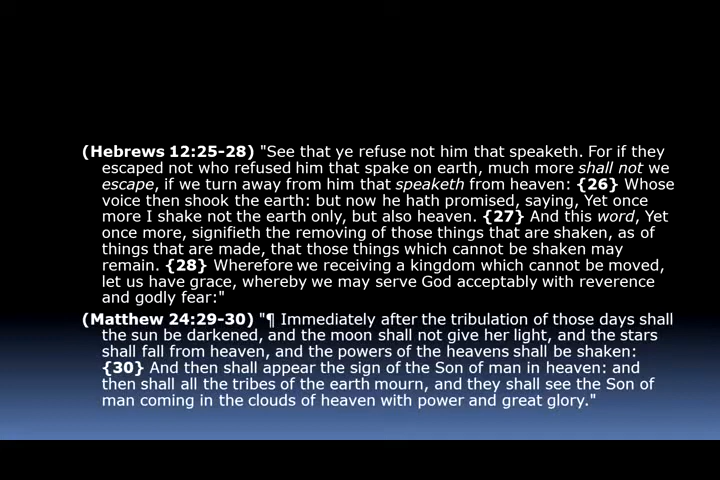 (Hebrews 12:25-28) "See that ye refuse not him that speaketh. For if they
escaped not who refused him that spake on earth, much more shall not we
escape, if we turn away from him that speaketh from heaven: {26} Whose
voice then shook the earth: but now he hath promised, saying, Yet once
more I shake not the earth only, but also heaven. {27} And this word, Yet
once more, signifieth the removing of those things that are shaken, as of
things that are made, that those things which cannot be shaken may
remain. {28} Wherefore we receiving a kingdom which cannot be moved,
let us have grace, whereby we may serve God acceptably with reverence
and godly fear:"
(Matthew 24:29-30) "¶ Immediately after the tribulation of those days shall
the sun be darkened, and the moon shall not give her light, and the stars
shall fall from heaven, and the powers of the heavens shall be shaken:
{30} And then shall appear the sign of the Son of man in heaven: and
then shall all the tribes of the earth mourn, and they shall see the Son of
man coming in the clouds of heaven with power and great glory."